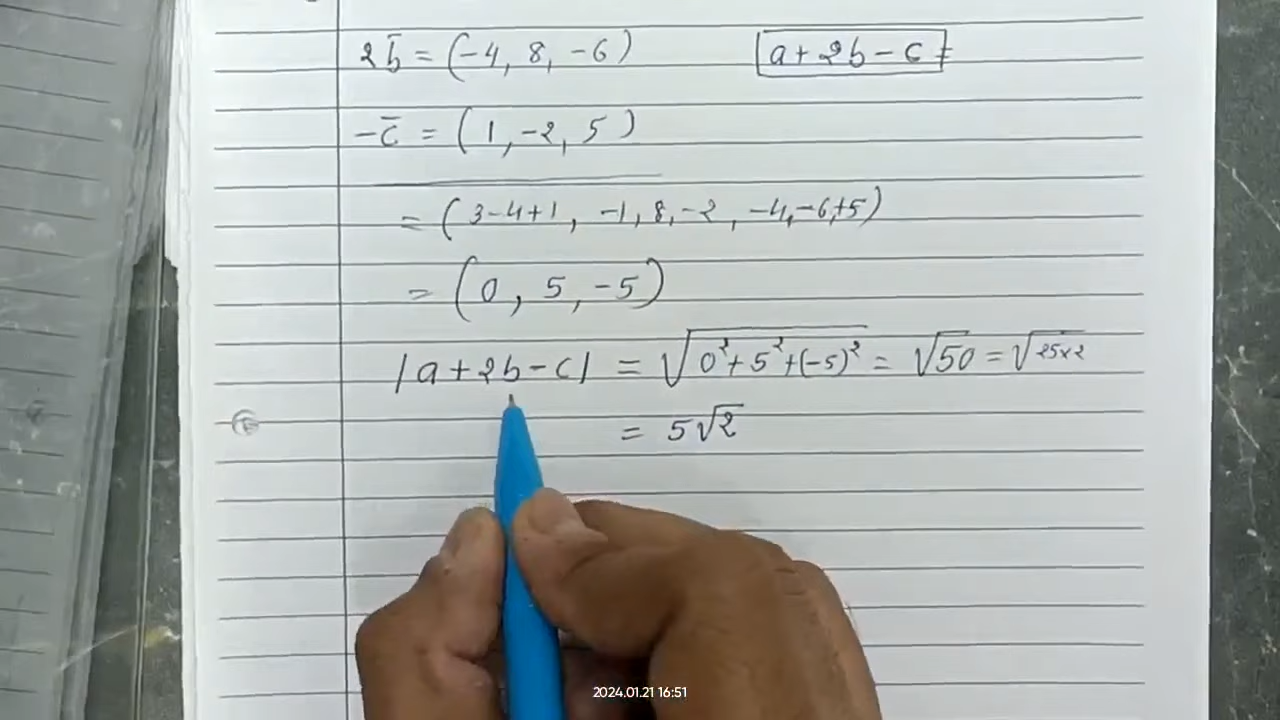 2b̄ = (-4, 8, -6)
a + 2b - c =
-c̄ = (1, -2, 5)
= (3-4+1, -1, 8, -2, -4, -6+5)
= (0, 5, -5)
|a + 2b - c| = √0²+5²+(-5)² = √50 = √25×2
= 5√2
2024.01.21 16:51